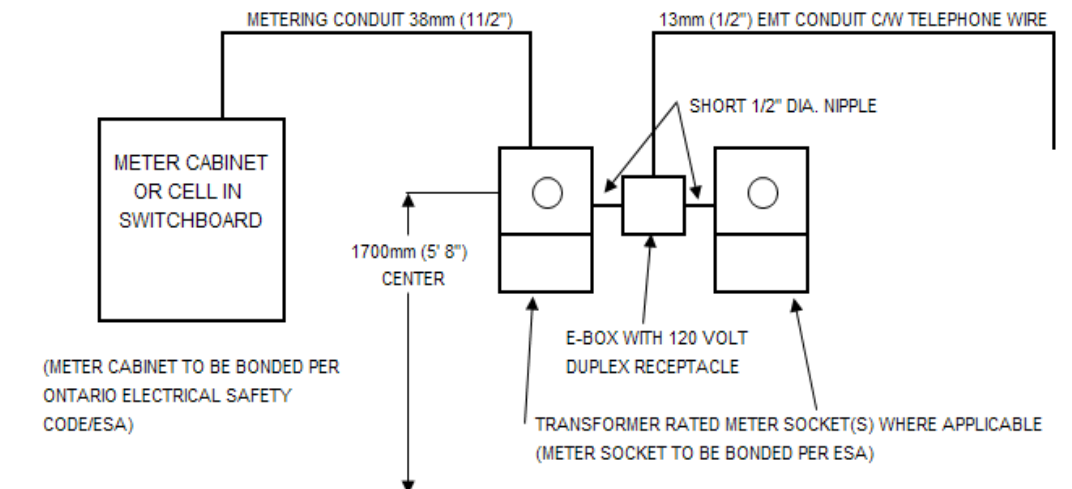 METERING CONDUIT 38mm (11/2")
13mm (1/2") EMT CONDUIT C/W TELEPHONE WIRE
SHORT 1/2" DIA. NIPPLE
METER CABINET
OR CELL IN
SWITCHBOARD
1700mm (5' 8")
CENTER
E-BOX WITH 120 VOLT
DUPLEX RECEPTACLE
(METER CABINET TO BE BONDED PER
ONTARIO ELECTRICAL SAFETY
CODE/ESA)
TRANSFORMER RATED METER SOCKET(S) WHERE APPLICABLE
(METER SOCKET TO BE BONDED PER ESA)